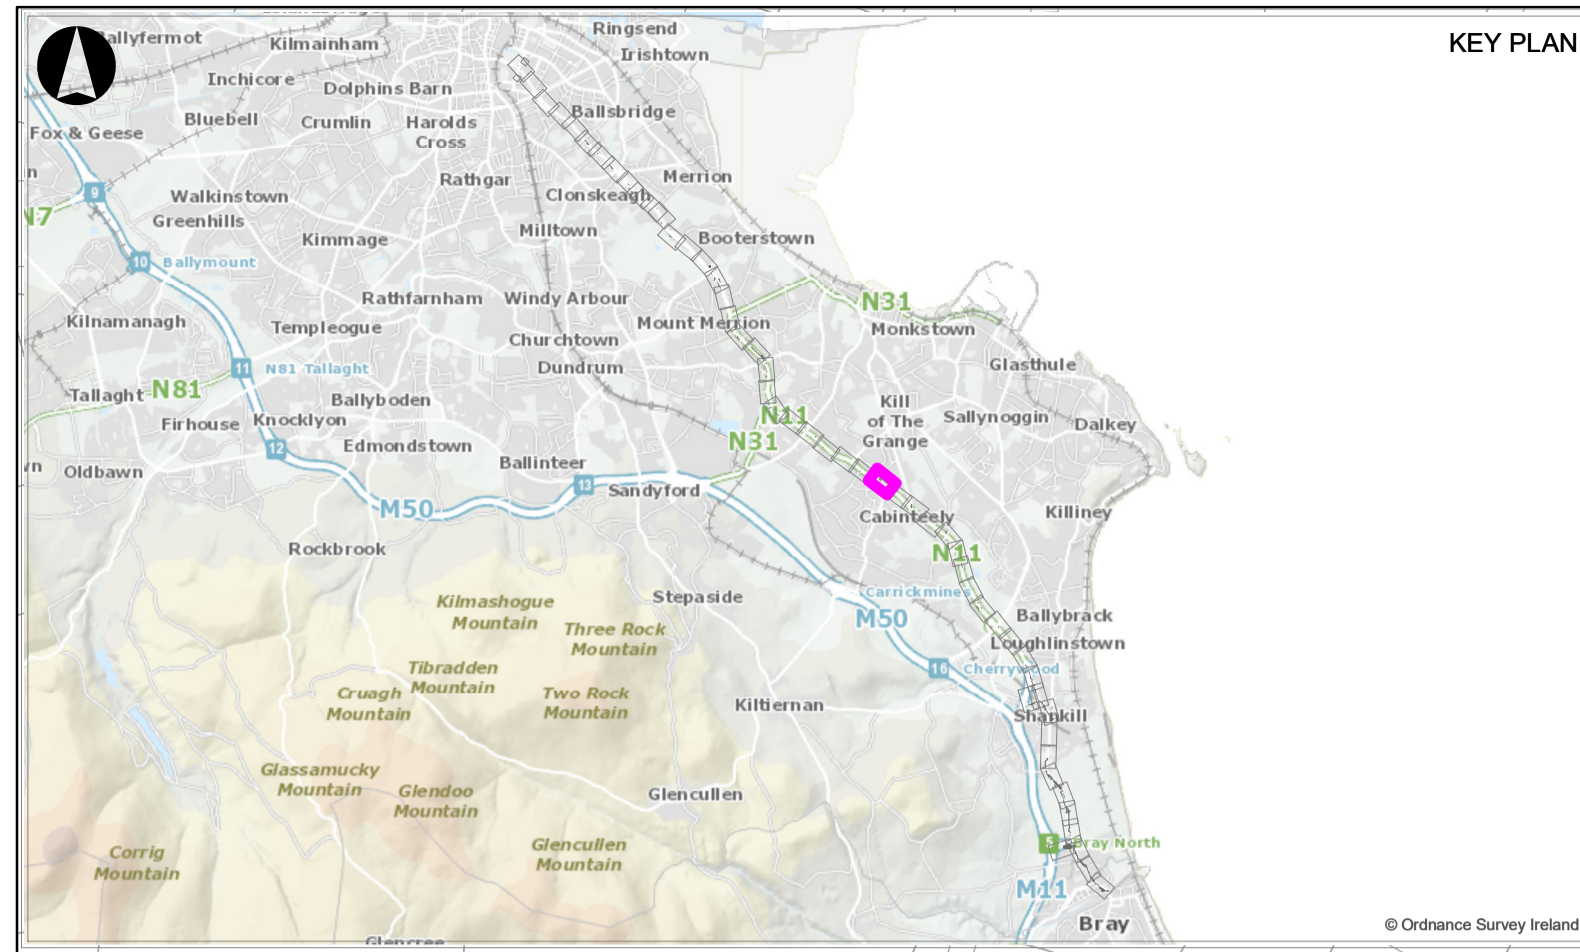 KEY PLAN
Ringsend
Irishtown
Kilmainham
Inchicore
Dolphins Barn
Ballsbridge
Bluebell
Crumlin
Harolds
Cross
Fox & Geese
9
Rathgar
Merrion
Walkinstown
Clonskeagh
N7
Greenhills
Kimmage
Milltown
Booterstown
10
Ballymount
Rathfarnham
Windy Arbour
N31
Kilnamanagh
Templeogue
Mount Merrion
Monkstown
Churchtown
11
N81 Tallaght
Dundrum
Glasthule
Tallaght
N81
Ballyboden
Kill
of The
Grange
Firhouse
Knocklyon
N11
Sallynoggin
Dalkey
12
Edmondstown
N31
Oldbawn
Ballinteer
13
Sandyford
M50
Cabinteely
Killiney
Rockbrook
N11
Kilmashogue
Mountain
Stepaside
Carrickmines
M50
Ballybrack
Three Rock
Mountain
Loughlinstown
Tibradden
Mountain
16
Cherrywood
Cruagh
Mountain
Two Rock
Mountain
Kiltiernan
Shankill
Glassamucky
Mountain
Glendoo
Mountain
Glencullen
Corrig
Mountain
Glencullen
Mountain
5
Bray North
M11
Bray
© Ordnance Survey Ireland
Glencree